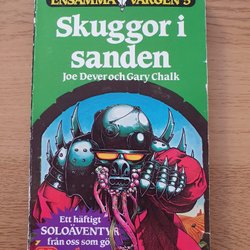 ENSAMMA VARGEN 5
Skuggor i
sanden
Joe Dever och Gary Chalk
Ett häftigt
SOLOÄVENTYR
från oss som gö